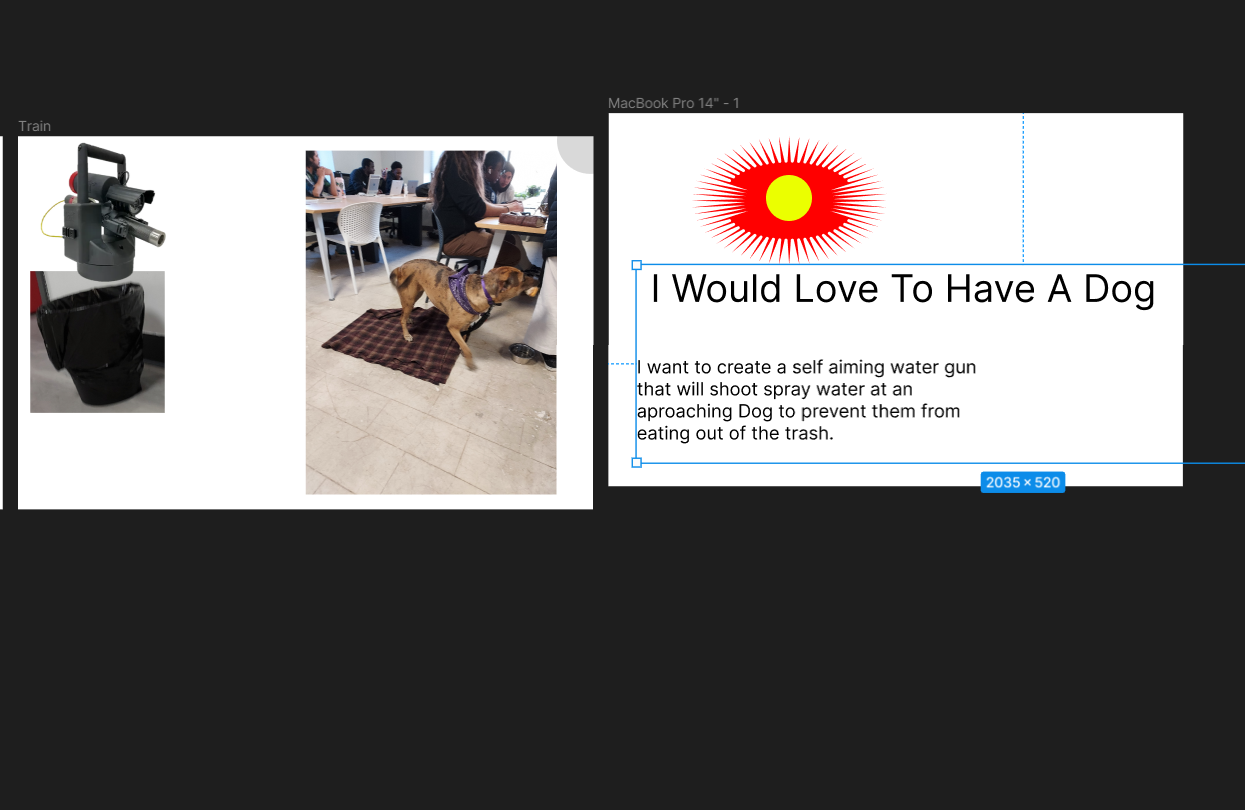 Train
MacBook Pro 14" - 1
I Would Love To Have A Dog
I want to create a self aiming water gun
that will shoot spray water at an
aproaching Dog to prevent them from
eating out of the trash.
2035 × 520